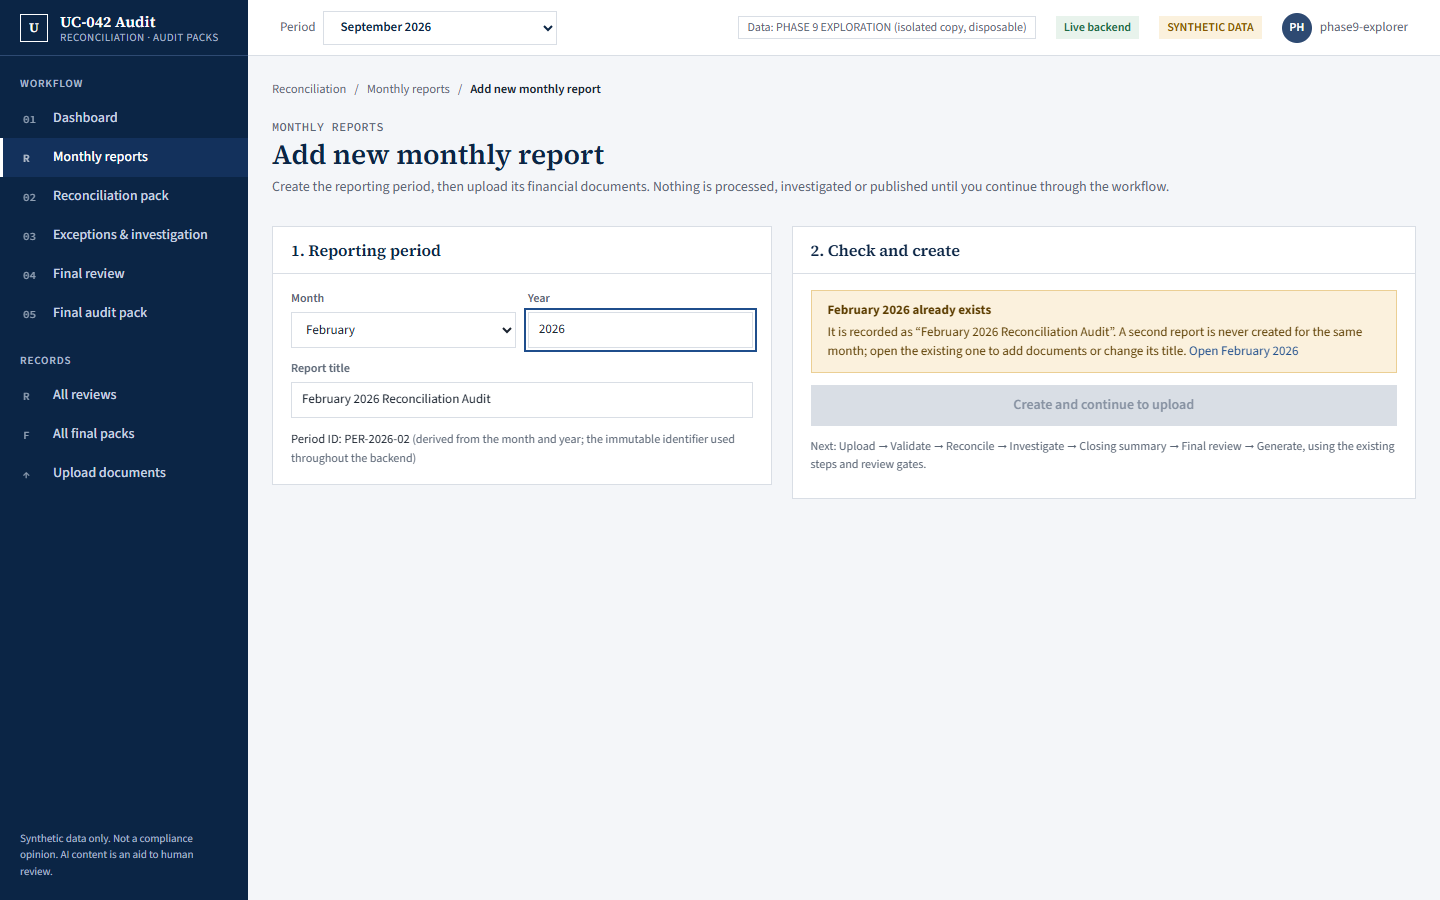 U
UC-042 Audit
RECONCILIATION · AUDIT PACKS
WORKFLOW
01 Dashboard
R Monthly reports
02 Reconciliation pack
03 Exceptions & investigation
04 Final review
05 Final audit pack
RECORDS
R All reviews
F All final packs
↑ Upload documents
Synthetic data only. Not a compliance
opinion. AI content is an aid to human
review.
Period September 2026
Data: PHASE 9 EXPLORATION (isolated copy, disposable)
Live backend
SYNTHETIC DATA
PH phase9-explorer
Reconciliation / Monthly reports / Add new monthly report
MONTHLY REPORTS
Add new monthly report
Create the reporting period, then upload its financial documents. Nothing is processed, investigated or published until you continue through the workflow.
1. Reporting period
Month Year
February 2026
Report title
February 2026 Reconciliation Audit
Period ID: PER-2026-02 (derived from the month and year; the immutable identifier used
throughout the backend)
2. Check and create
February 2026 already exists
It is recorded as “February 2026 Reconciliation Audit”. A second report is never created for the same
month; open the existing one to add documents or change its title. Open February 2026
Create and continue to upload
Next: Upload → Validate → Reconcile → Investigate → Closing summary → Final review → Generate, using the existing
steps and review gates.